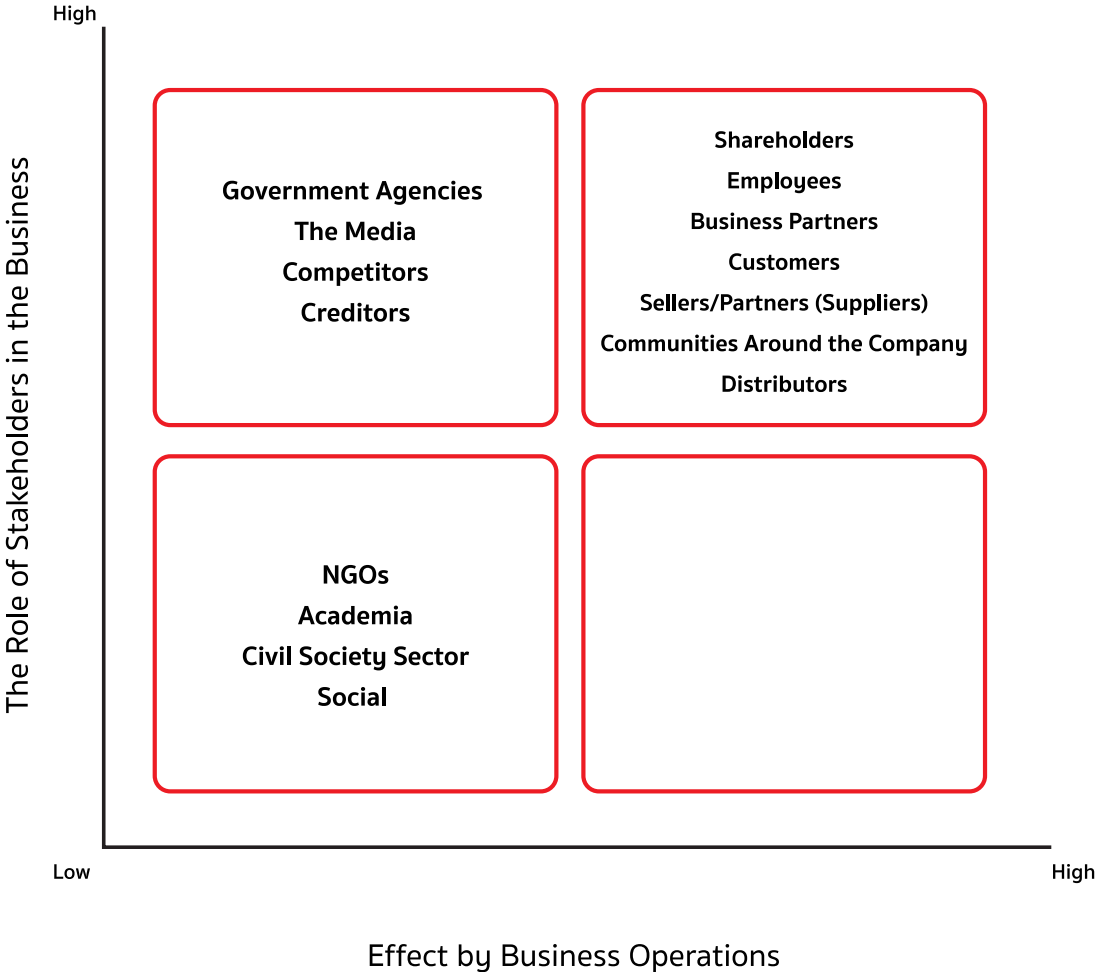 High
The Role of Stakeholders in the Business
Government Agencies
The Media
Competitors
Creditors
Shareholders
Employees
Business Partners
Customers
Sellers/Partners (Suppliers)
Communities Around the Company
Distributors
NGOs
Academia
Civil Society Sector
Social
Low
High
Effect by Business Operations